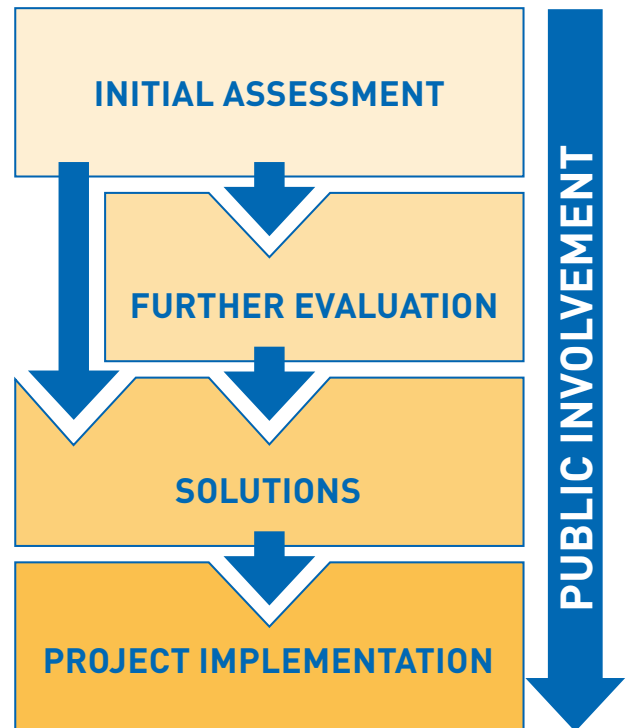 INITIAL ASSESSMENT
FURTHER EVALUATION
SOLUTIONS
PROJECT IMPLEMENTATION
PUBLIC INVOLVEMENT